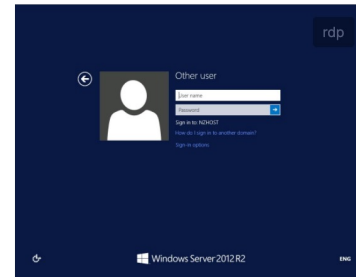 rdp
Other user
User name
Password
Sign in to: NZHOST
How do I sign in to another domain?
Sign-in options
Windows Server 2012 R2
ENG